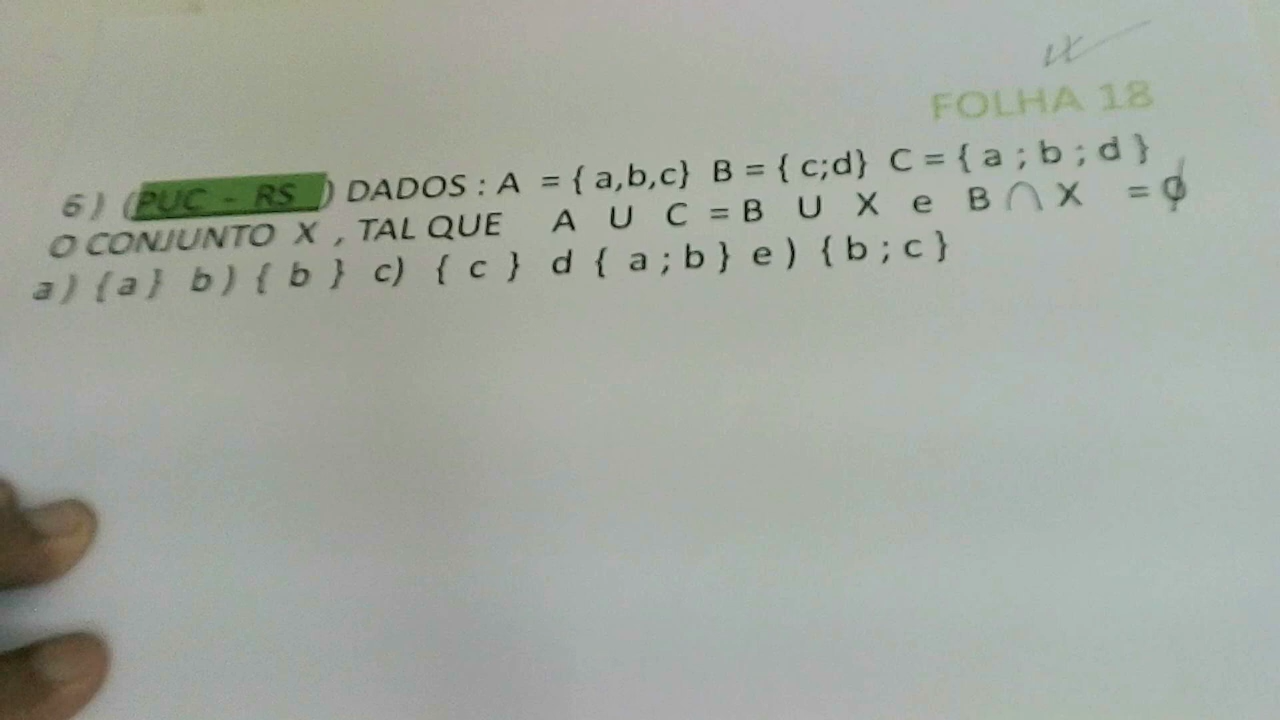 FOLHA 18
6) (PUC - RS ) DADOS : A = { a,b,c} B = { c;d} C = { a ; b ; d }
O CONJUNTO X , TAL QUE A U C = B U X e B ∩ X = ϕ
a) {a} b) { b } c) { c } d { a ; b } e ) { b ; c }